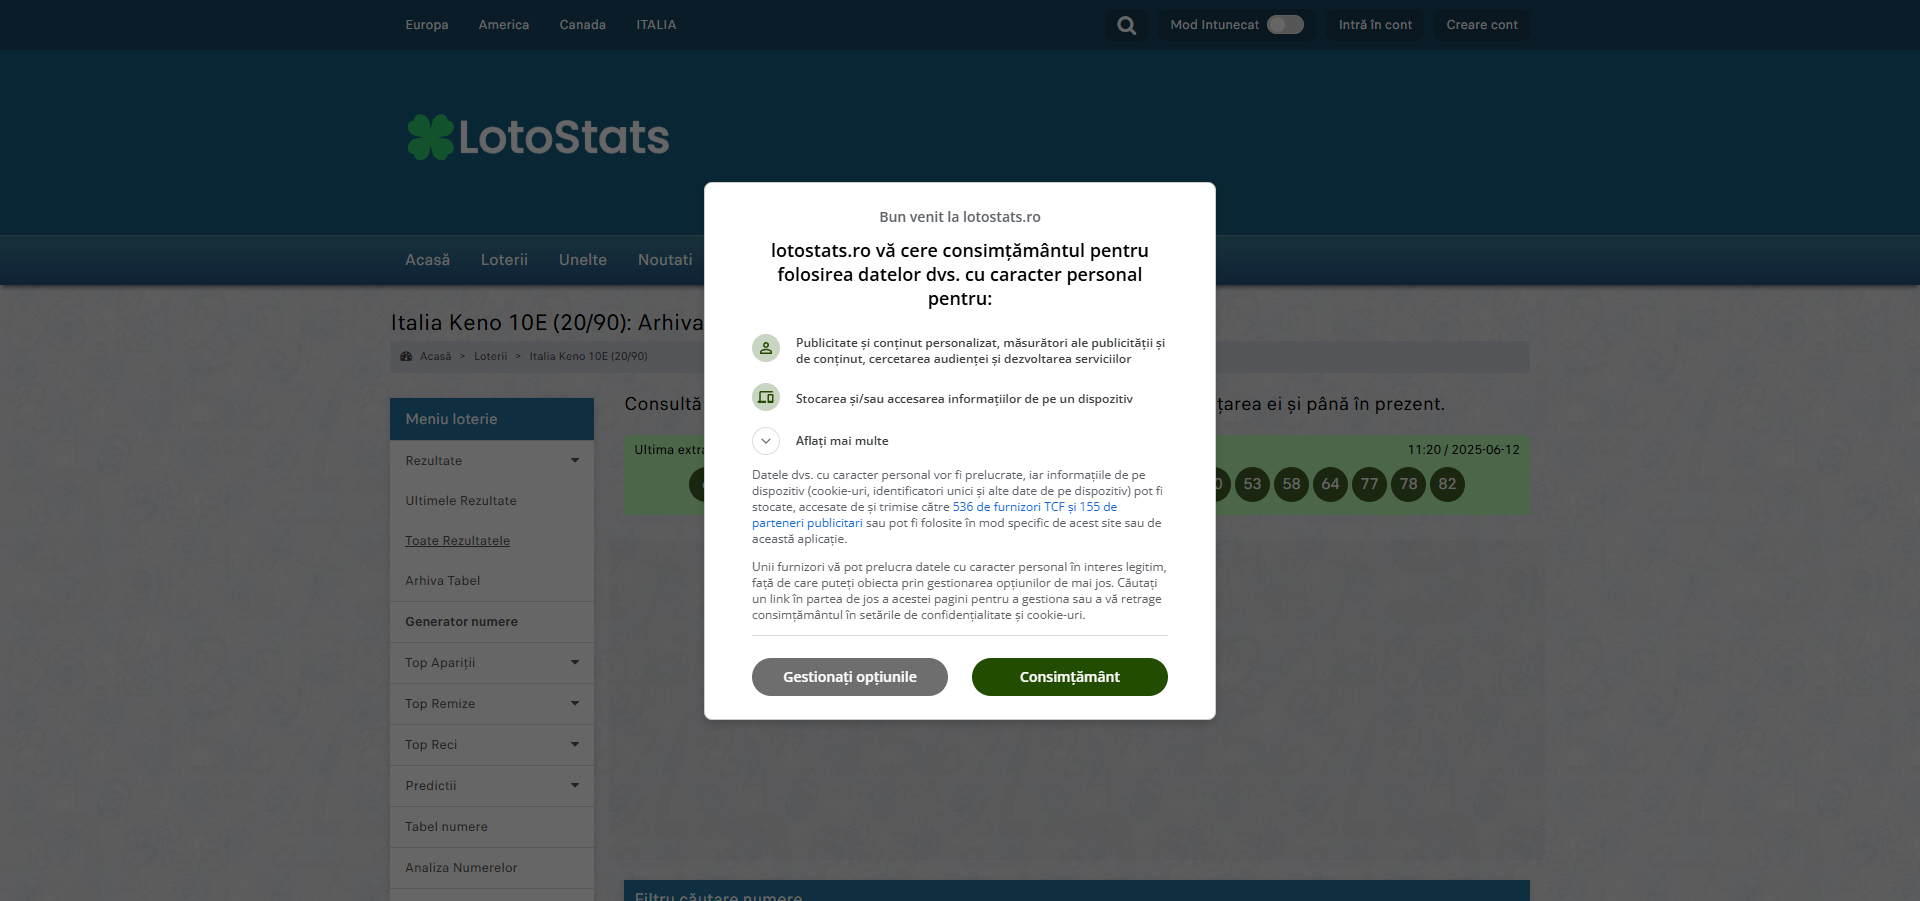 Europa America Canada ITALIA Mod Intunecat Intră în cont Creare cont
LotoStats
Acasă Loterii Unelte Noutati
Italia Keno 10E (20/90): Arhiva
Acasă > Loterii > Italia Keno 10E (20/90)
Meniu loterie
Rezultate
Ultimele Rezultate
Toate Rezultatele
Arhiva Tabel
Generator numere
Top Apariții
Top Remize
Top Reci
Predictii
Tabel numere
Analiza Numerelor
Bun venit la lotostats.ro
lotostats.ro vă cere consimțământul pentru
folosirea datelor dvs. cu caracter personal
pentru:
Publicitate și conținut personalizat, măsurători ale publicității și
de conținut, cercetarea audienței și dezvoltarea serviciilor
Stocarea și/sau accesarea informațiilor de pe un dispozitiv
Aflați mai multe
Datele dvs. cu caracter personal vor fi prelucrate, iar informațiile de pe
dispozitiv (cookie-uri, identificatori unici și alte date de pe dispozitiv) pot fi
stocate, accesate de și trimise către 536 de furnizori TCF și 155 de
parteneri publicitari sau pot fi folosite în mod specific de acest site sau de
această aplicație.
Unii furnizori vă pot prelucra datele cu caracter personal în interes legitim,
față de care puteți obiecta prin gestionarea opțiunilor de mai jos. Căutați
un link în partea de jos a acestei pagini pentru a gestiona sau a vă retrage
consimțământul în setările de confidențialitate și cookie-uri.
Gestionați opțiunile Consimțământ
Consultă țarea ei și până în prezent.
Ultima extra 11:20 / 2025-06-12
53 58 64 77 78 82
Filtru căutare numere